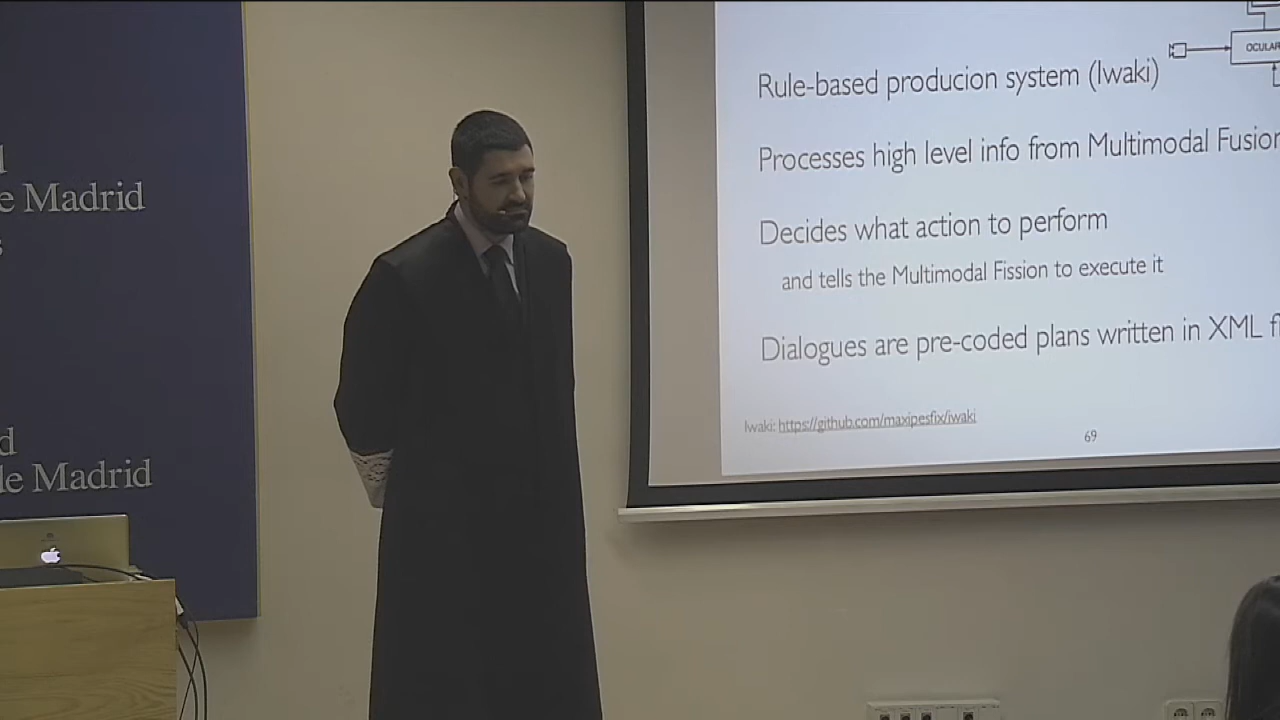 e Madrid
de Madrid
Rule-based producion system (Iwaki)
OCULAR
Processes high level info from Multimodal Fusion
Decides what action to perform
and tells the Multimodal Fission to execute it
Dialogues are pre-coded plans written in XML f
Iwaki: https://github.com/maxipesfix/iwaki
69